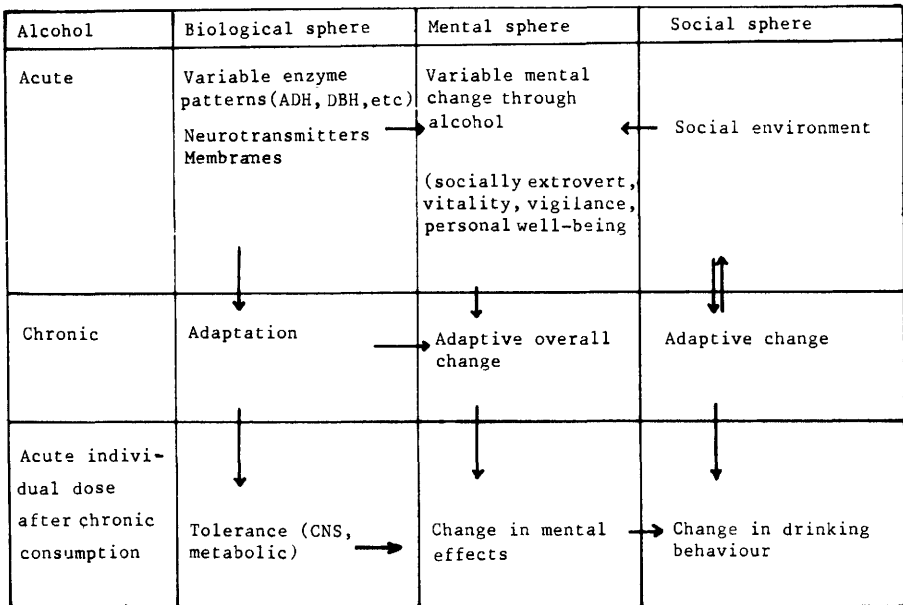 Alcohol
Biological sphere
Mental sphere
Social sphere
Acute
Variable enzyme
patterns(ADH, DBH,etc)
Neurotransmitters
Membranes
Variable mental
change through
alcohol
(socially extrovert,
vitality, vigilance,
personal well-being
Social environment
Chronic
Adaptation
Adaptive overall
change
Adaptive change
Acute indivi-
dual dose
after chronic
consumption
Tolerance (CNS,
metabolic)
Change in mental
effects
Change in drinking
behaviour